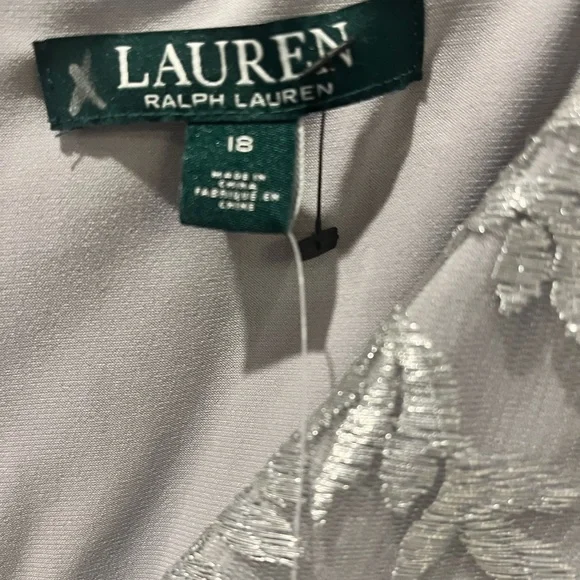 X LAUREN
RALPH LAUREN
18
MADE IN
CHINA
FABRIQUÉ EN
CHINE